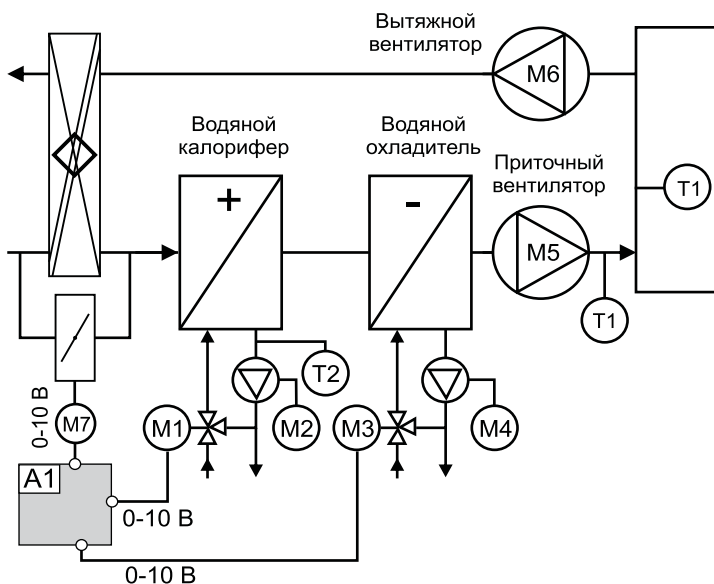 Вытяжной
вентилятор
M6
Водяной
калорифер
Водяной
охладитель
Приточный
вентилятор
T1
+
-
M5
T1
T2
0-10 В
M7
M1
M2
M3
M4
A1
0-10 В
0-10 В